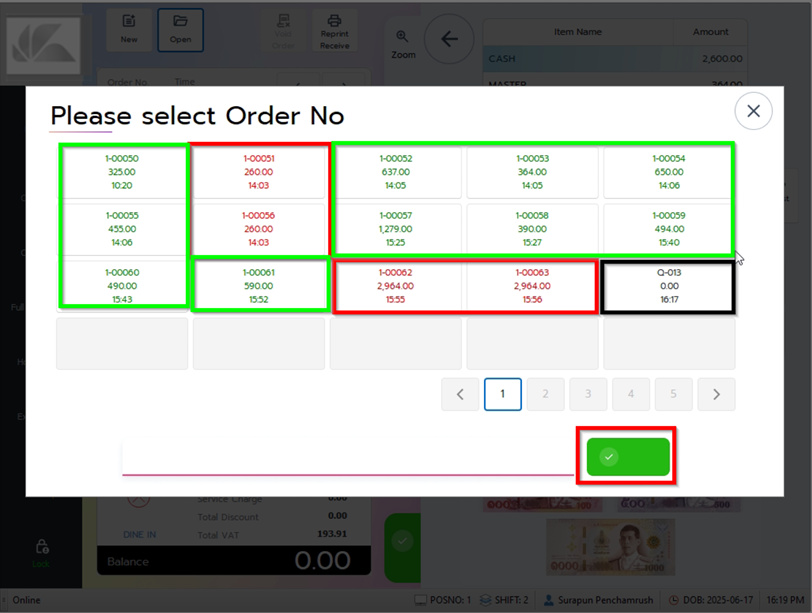 New
Open
Void
Order
Reprint
Receive
Zoom
Item Name
Amount
CASH
2,600.00
MASTER
364.00
Order No
Time
Please select Order No
1-00050
325.00
10:20
1-00051
260.00
14:03
1-00052
637.00
14:05
1-00053
364.00
14:05
1-00054
650.00
14:06
1-00055
455.00
14:06
1-00056
260.00
14:03
1-00057
1,279.00
15:25
1-00058
390.00
15:27
1-00059
494.00
15:40
1-00060
490.00
15:43
1-00061
590.00
15:52
1-00062
2,964.00
15:55
1-00063
2,964.00
15:56
Q-013
0.00
16:17
1
2
3
4
5
Service Charge
0.00
Total Discount
0.00
DINE IN
Total VAT
193.91
Balance
0.00
Lock
Online
POSNO: 1
SHIFT: 2
Surapun Penchamrush
DOB: 2025-06-17
16:19 PM